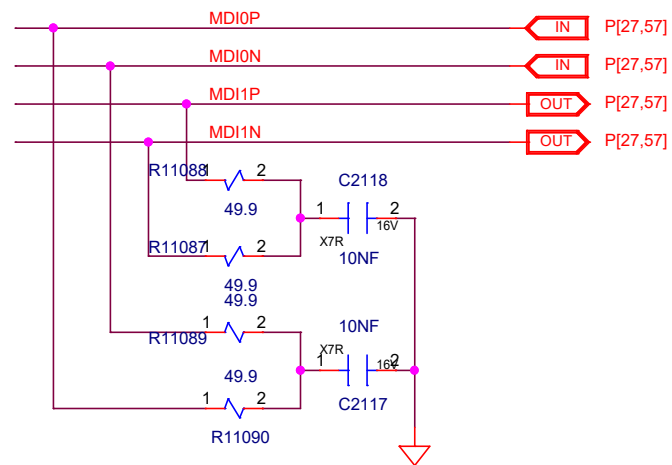 MDI0P IN P[27,57]
MDI0N IN P[27,57]
MDI1P OUT P[27,57]
MDI1N OUT P[27,57]
R11088 1 2 C2118
49.9 1 2
X7R 16V
R11087 1 2 10NF
49.9
49.9
1 2 10NF
R11089 X7R
1 16V 2
49.9
1 2 C2117
R11090